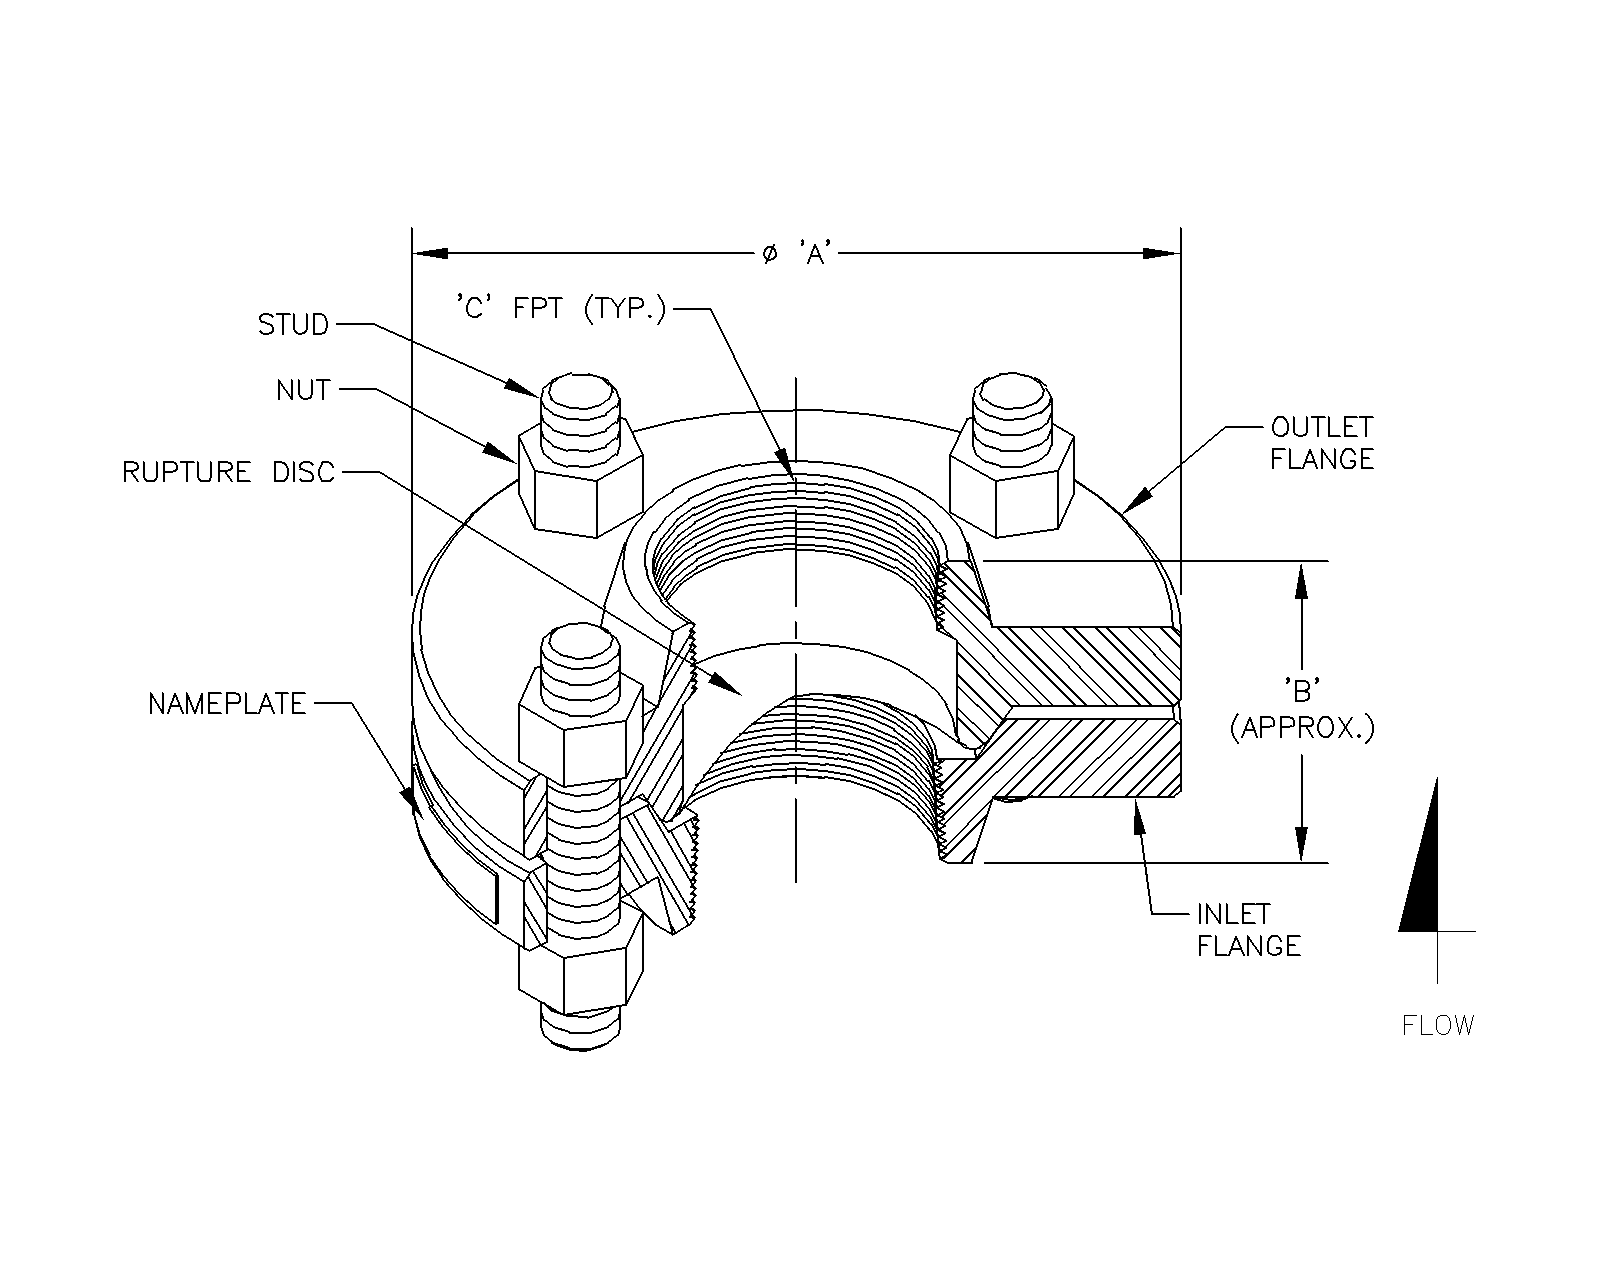 ø 'A'
'C' FPT (TYP.)
STUD
NUT
RUPTURE DISC
NAMEPLATE
OUTLET
FLANGE
'B'
(APPROX.)
INLET
FLANGE
FLOW